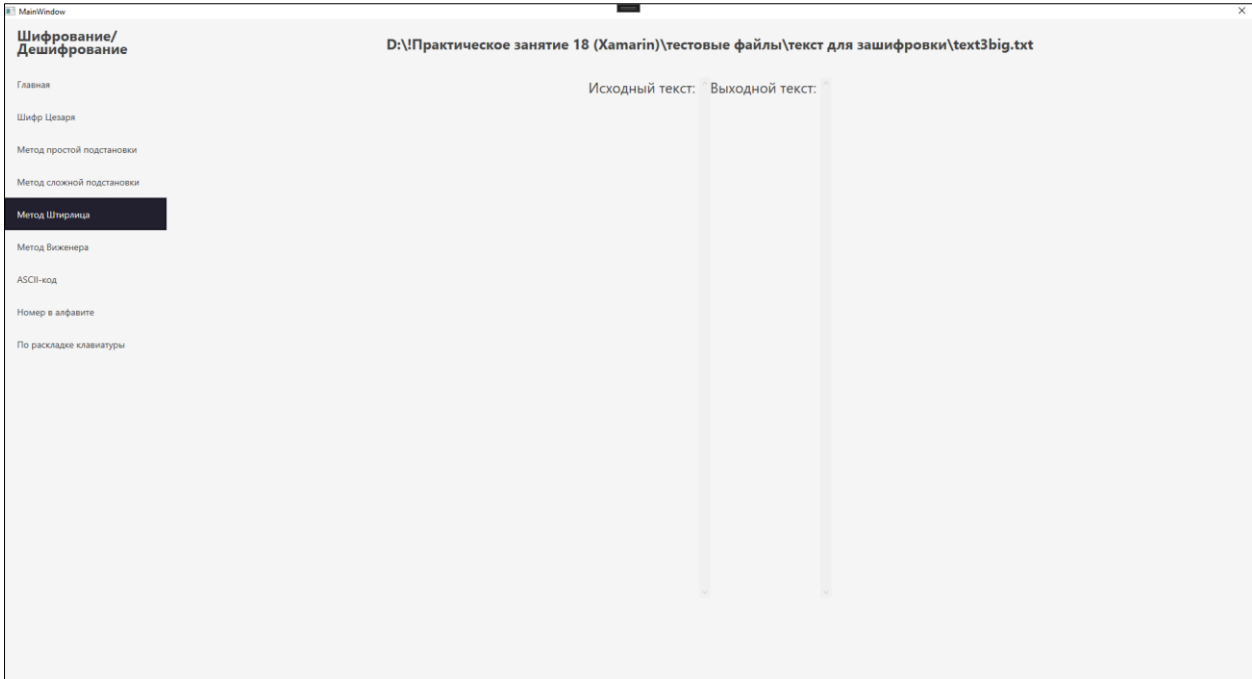 MainWindow
Шифрование/
Дешифрование
D:\!Практическое занятие 18 (Xamarin)\тестовые файлы\текст для зашифровки\text3big.txt
Исходный текст:
Выходной текст:
Главная
Шифр Цезаря
Метод простой подстановки
Метод сложной подстановки
Метод Штирлица
Метод Виженера
ASCII-код
Номер в алфавите
По раскладке клавиатуры